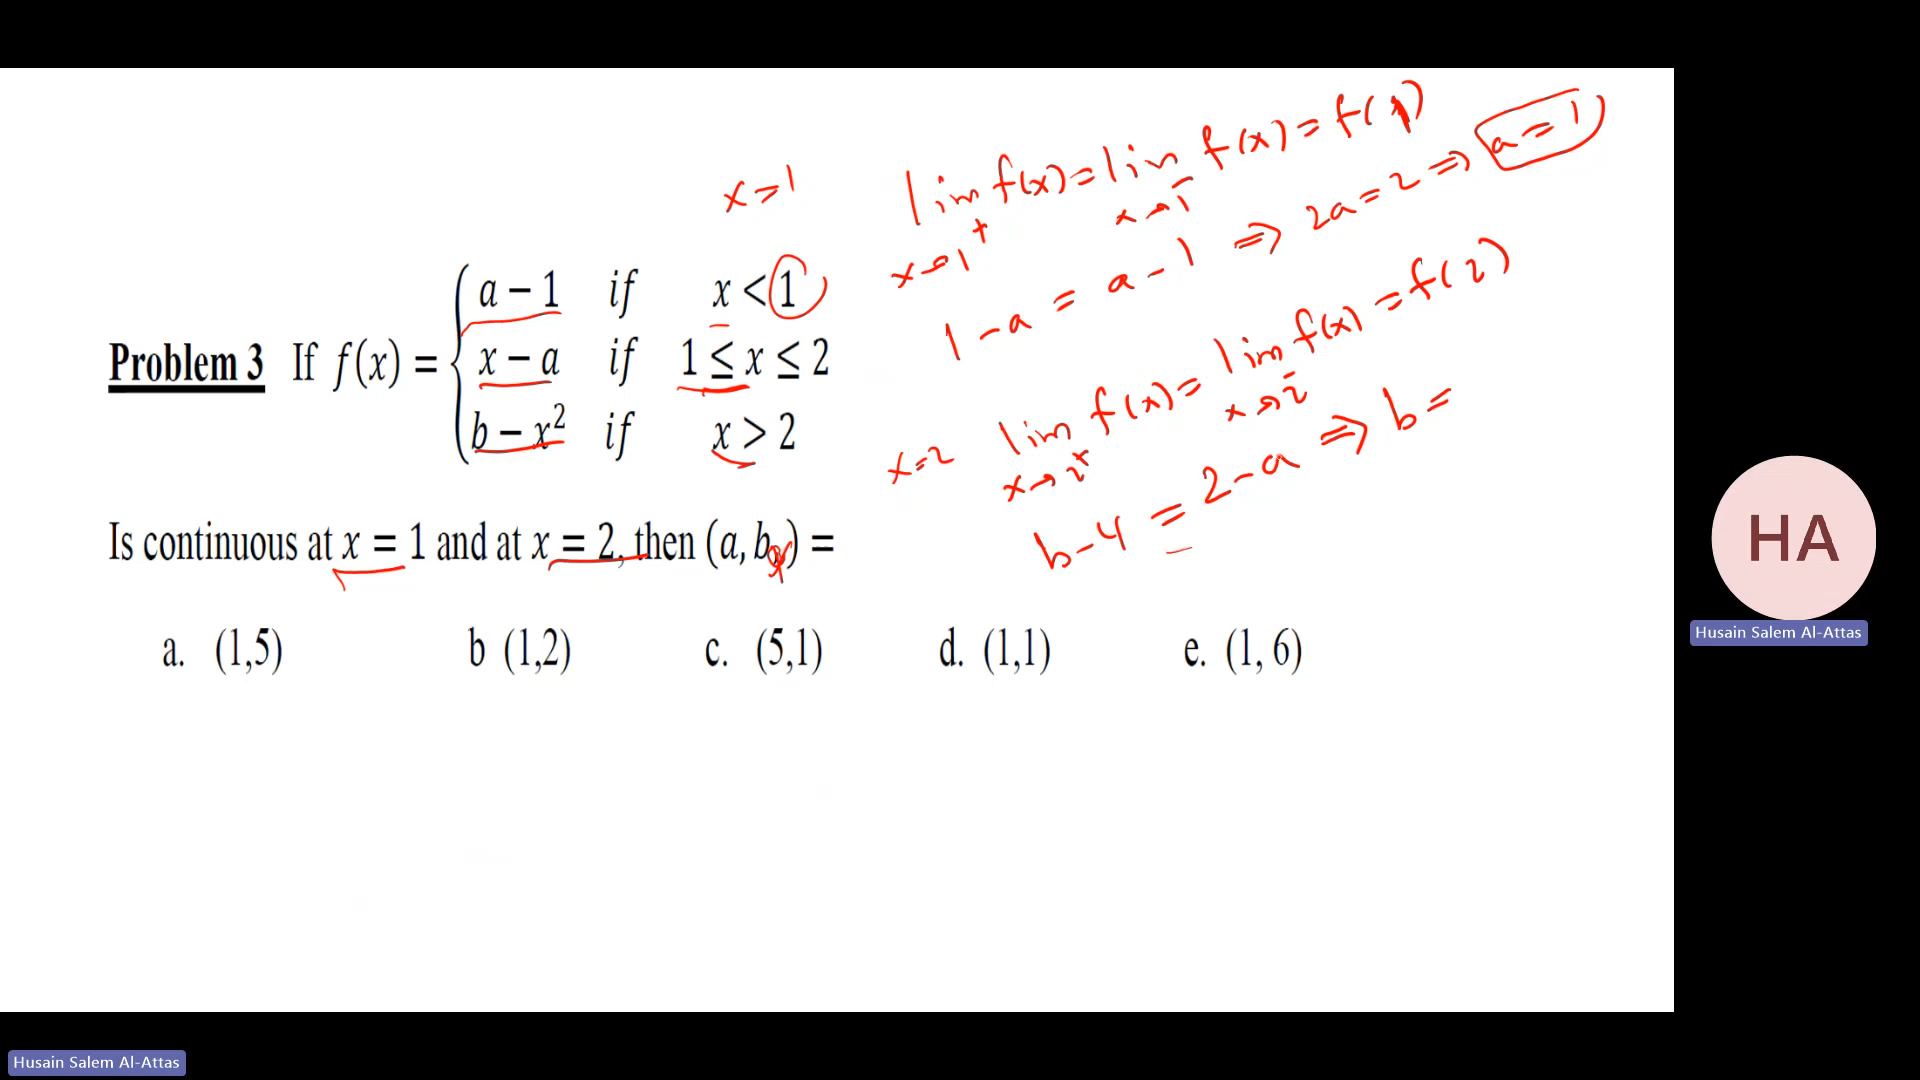 lim f(x) = lim f(x) = f(1)
x→1⁺ x→1⁻
x=1
1 - a = a - 1 ⇒ 2a = 2 ⇒ a = 1
Problem 3 If f(x) = { a − 1 if x < 1
x − a if 1 ≤ x ≤ 2
b − x² if x > 2
x=2 lim f(x) = lim f(x) = f(2)
x→2⁺ x→2⁻
b-4 = 2-a ⇒ b =
Is continuous at x = 1 and at x = 2, then (a, b, ) =
a. (1,5) b (1,2) c. (5,1) d. (1,1) e. (1, 6)
HA
Husain Salem Al-Attas
Husain Salem Al-Attas